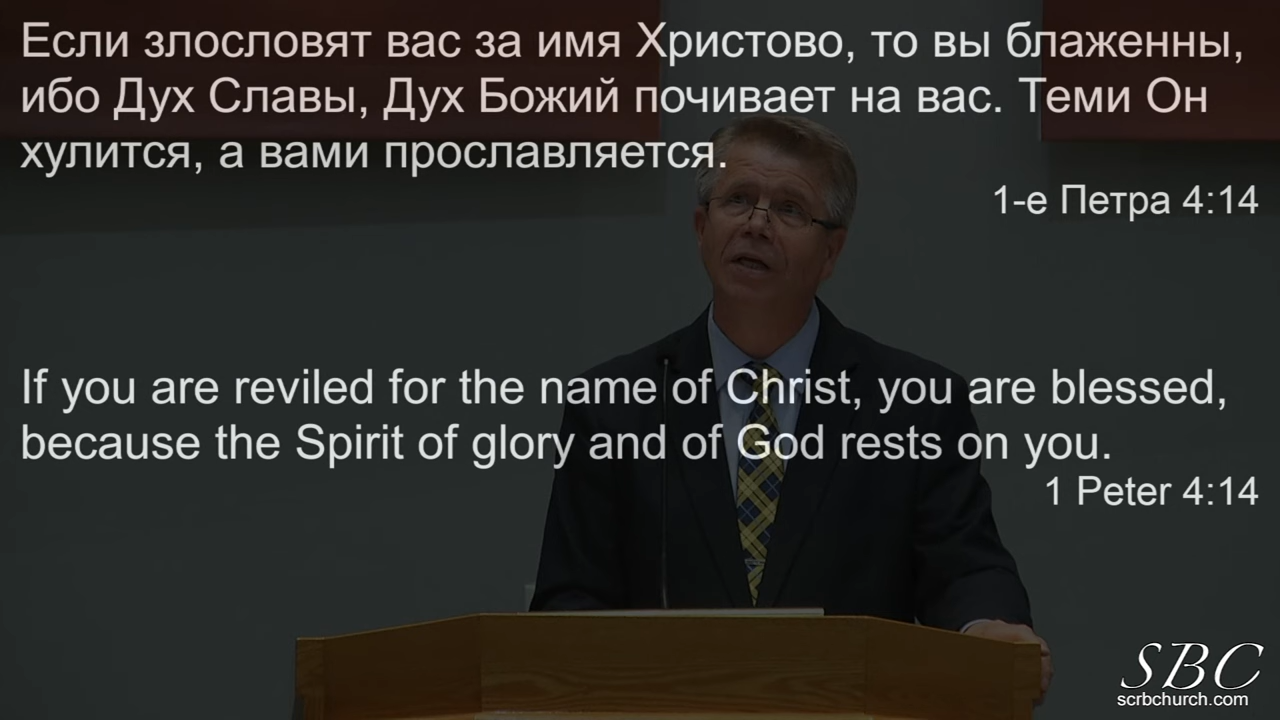 Если злословят вас за имя Христово, то вы блаженны,
ибо Дух Славы, Дух Божий почивает на вас. Теми Он
хулится, а вами прославляется.
1-е Петра 4:14
If you are reviled for the name of Christ, you are blessed,
because the Spirit of glory and of God rests on you.
1 Peter 4:14
SBC
scrbchurch.com